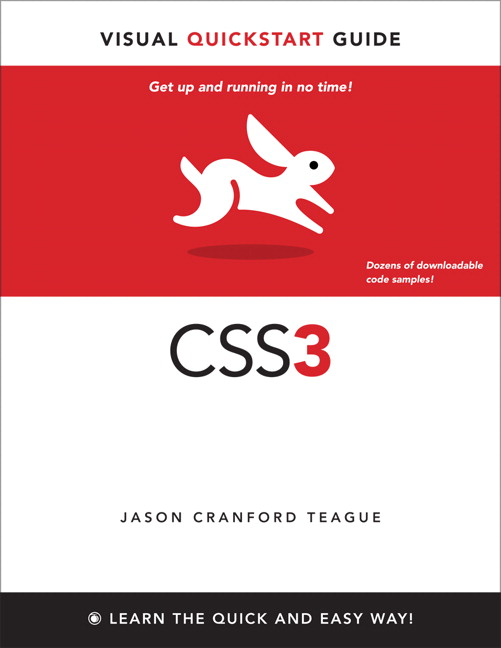 VISUAL QUICKSTART GUIDE
Get up and running in no time!
Dozens of downloadable
code samples!
CSS3
JASON CRANFORD TEAGUE
LEARN THE QUICK AND EASY WAY!